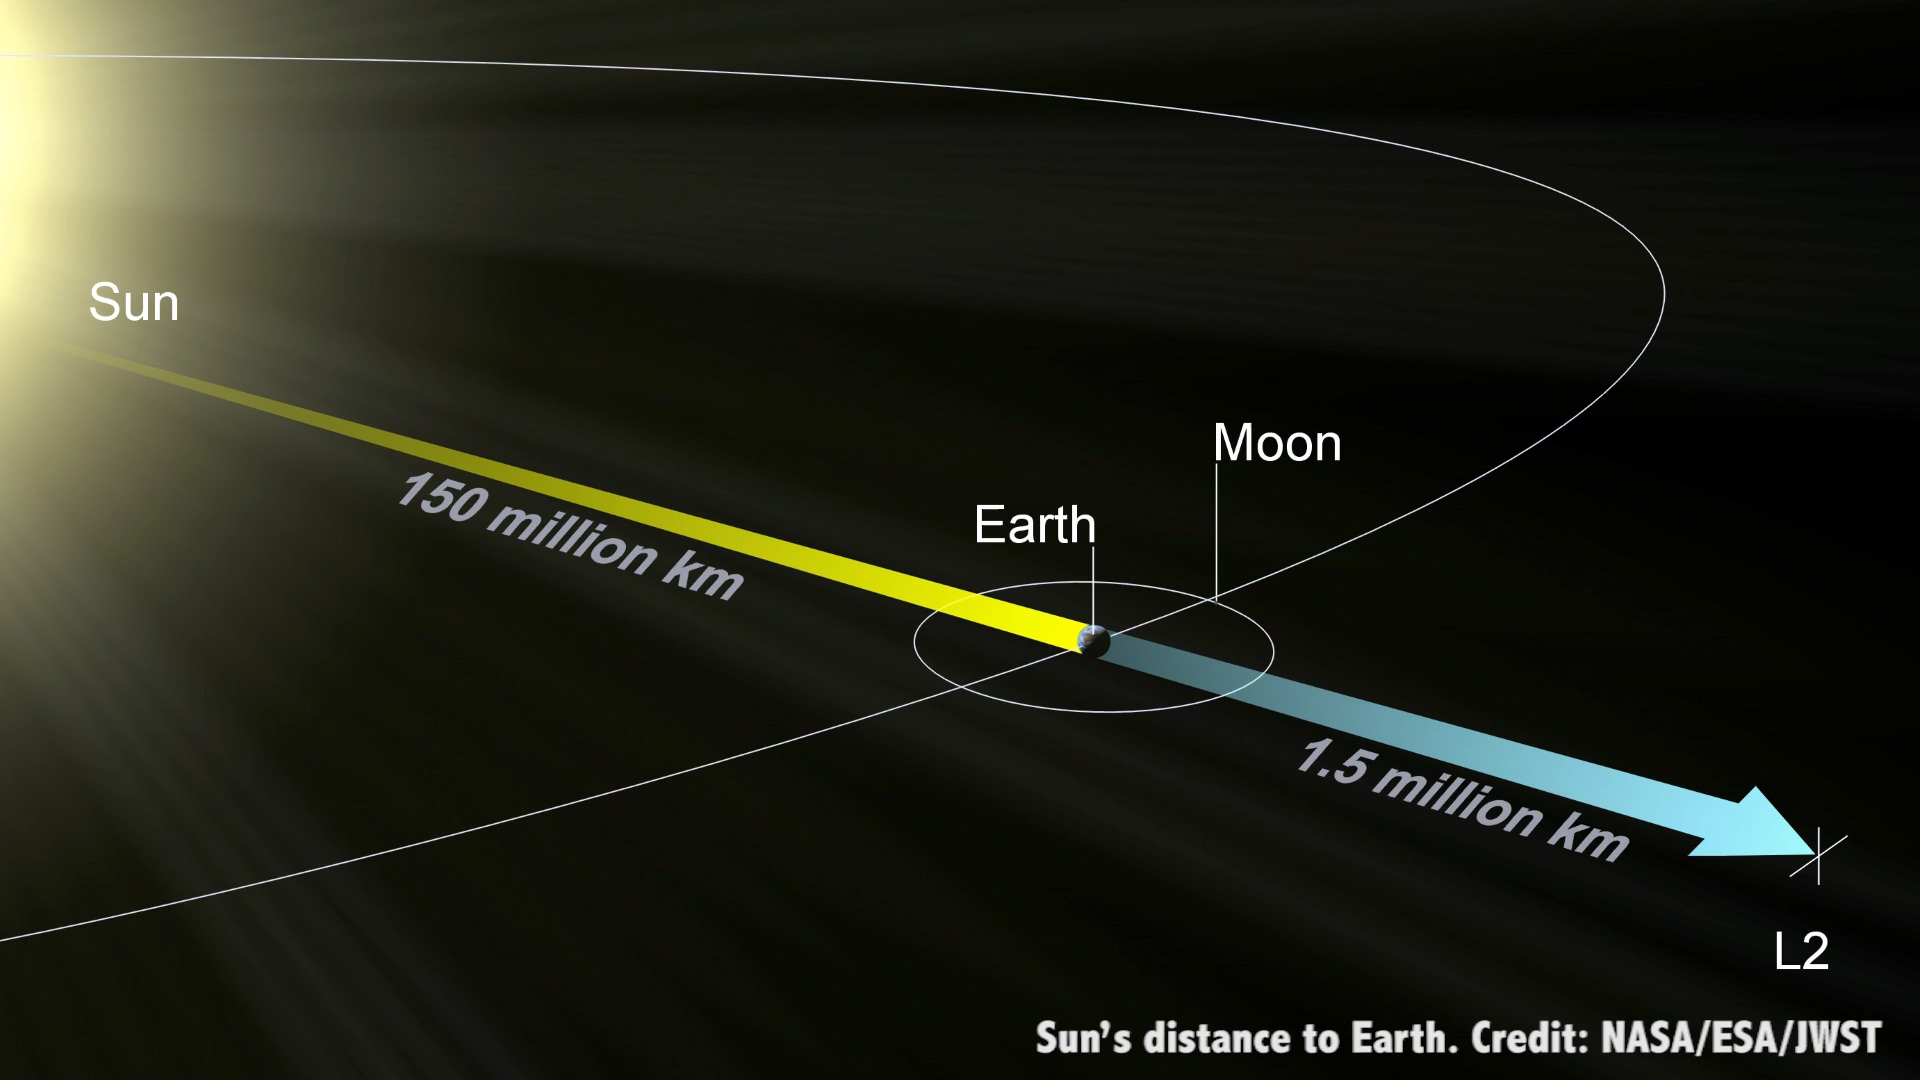 Sun
Moon
Earth
150 million km
1.5 million km
L2
Sun's distance to Earth. Credit: NASA/ESA/JWST